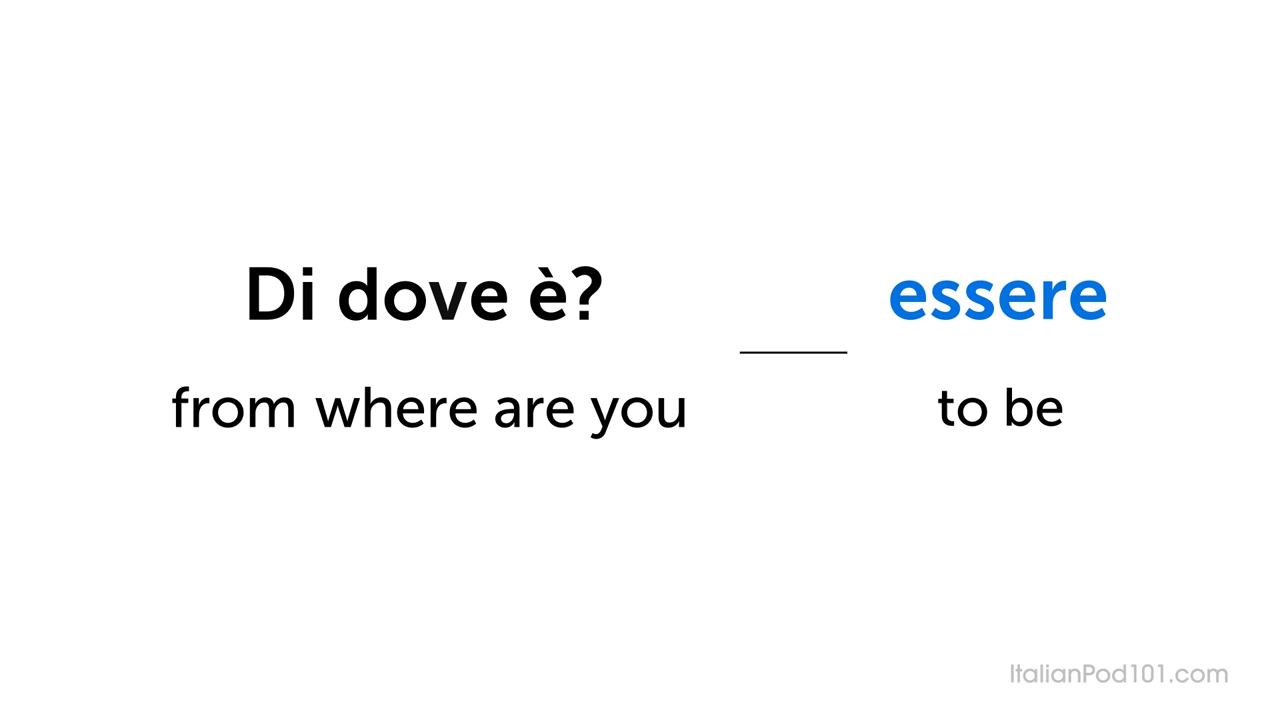 Di dove è?
essere
from where are you
to be
ItalianPod101.com